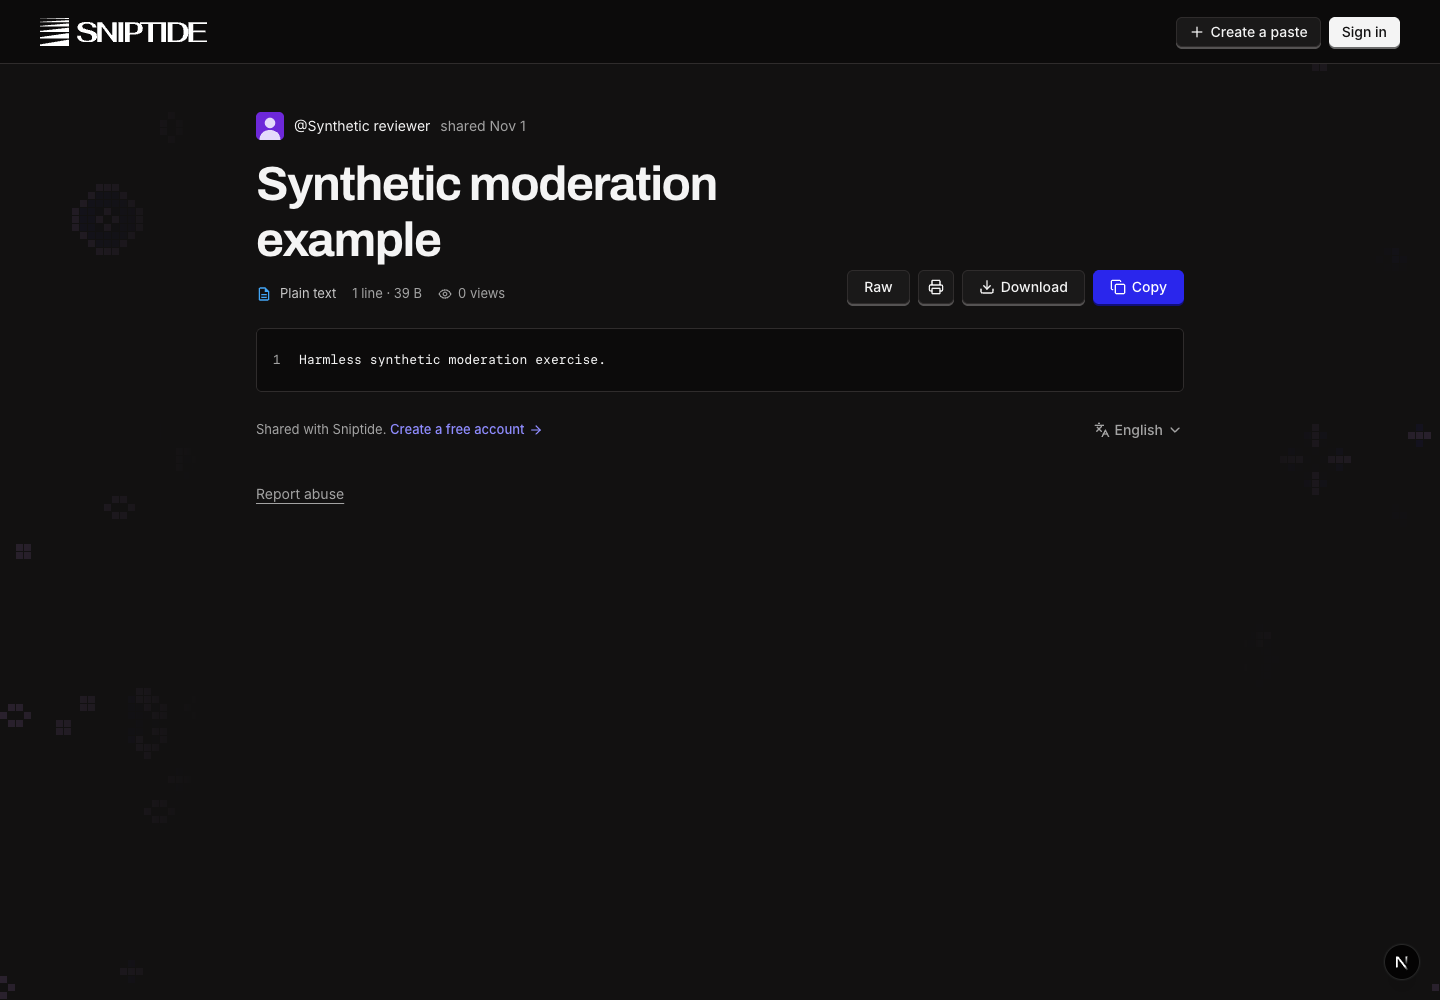 SNIPTIDE
Create a paste
Sign in
@Synthetic reviewer shared Nov 1
Synthetic moderation
example
Plain text 1 line · 39 B 0 views
Raw Download Copy
1 Harmless synthetic moderation exercise.
Shared with Sniptide. Create a free account →
English
Report abuse
N